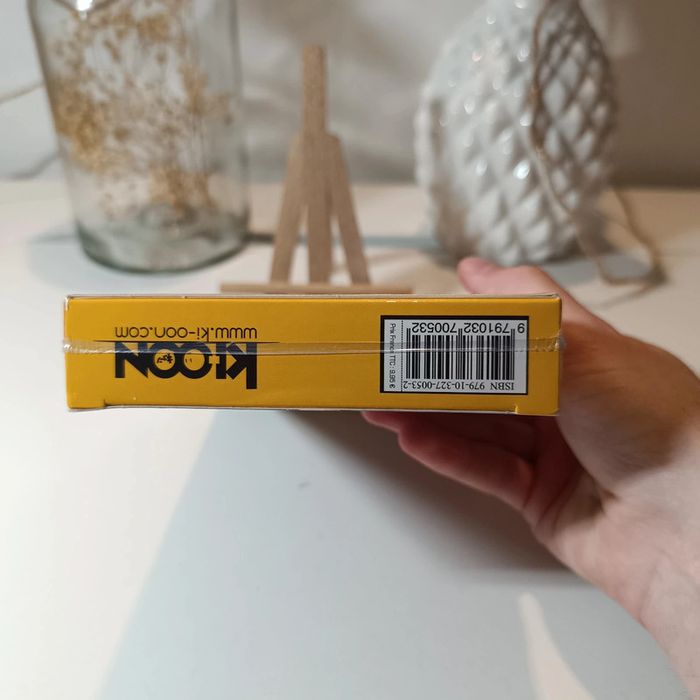 ISBN 979-10-327-0053-2
9 791032 700532
Prix France TTC : 9,95 €
KI-OON
www.ki-oon.com